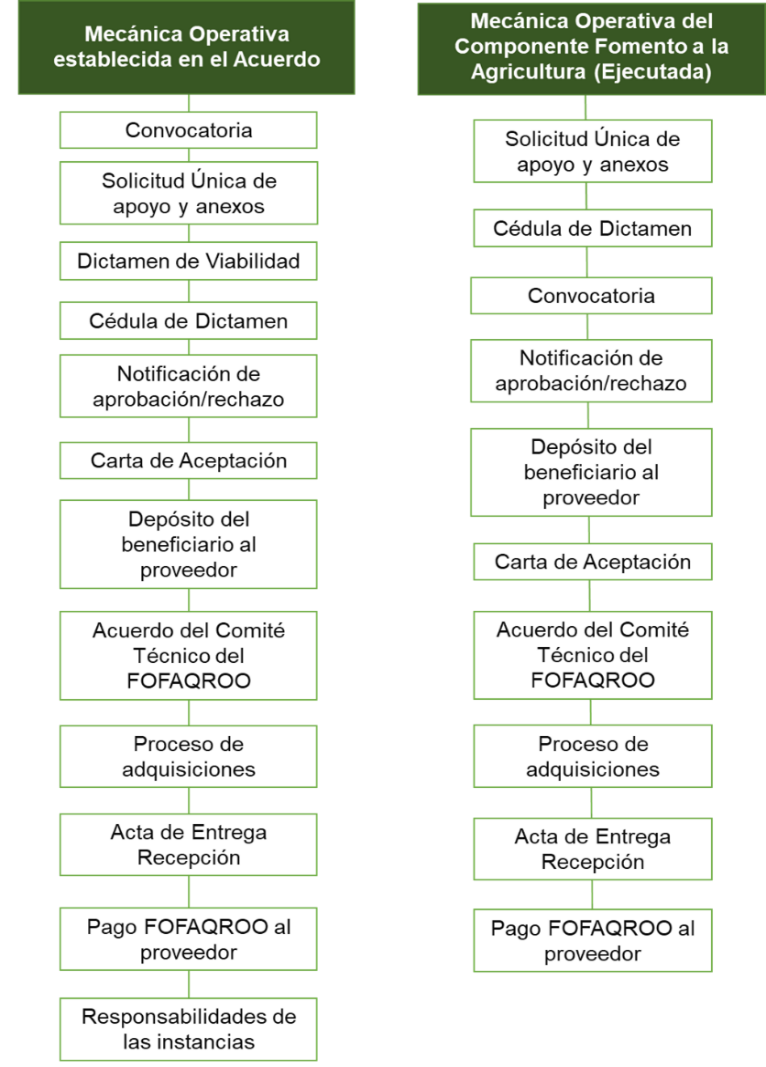 Mecánica Operativa
establecida en el Acuerdo
Convocatoria
Solicitud Única de
apoyo y anexos
Dictamen de Viabilidad
Cédula de Dictamen
Notificación de
aprobación/rechazo
Carta de Aceptación
Depósito del
beneficiario al
proveedor
Acuerdo del Comité
Técnico del
FOFAQROO
Proceso de
adquisiciones
Acta de Entrega
Recepción
Pago FOFAQROO al
proveedor
Responsabilidades de
las instancias
Mecánica Operativa del
Componente Fomento a la
Agricultura (Ejecutada)
Solicitud Única de
apoyo y anexos
Cédula de Dictamen
Convocatoria
Notificación de
aprobación/rechazo
Depósito del
beneficiario al
proveedor
Carta de Aceptación
Acuerdo del Comité
Técnico del
FOFAQROO
Proceso de
adquisiciones
Acta de Entrega
Recepción
Pago FOFAQROO al
proveedor